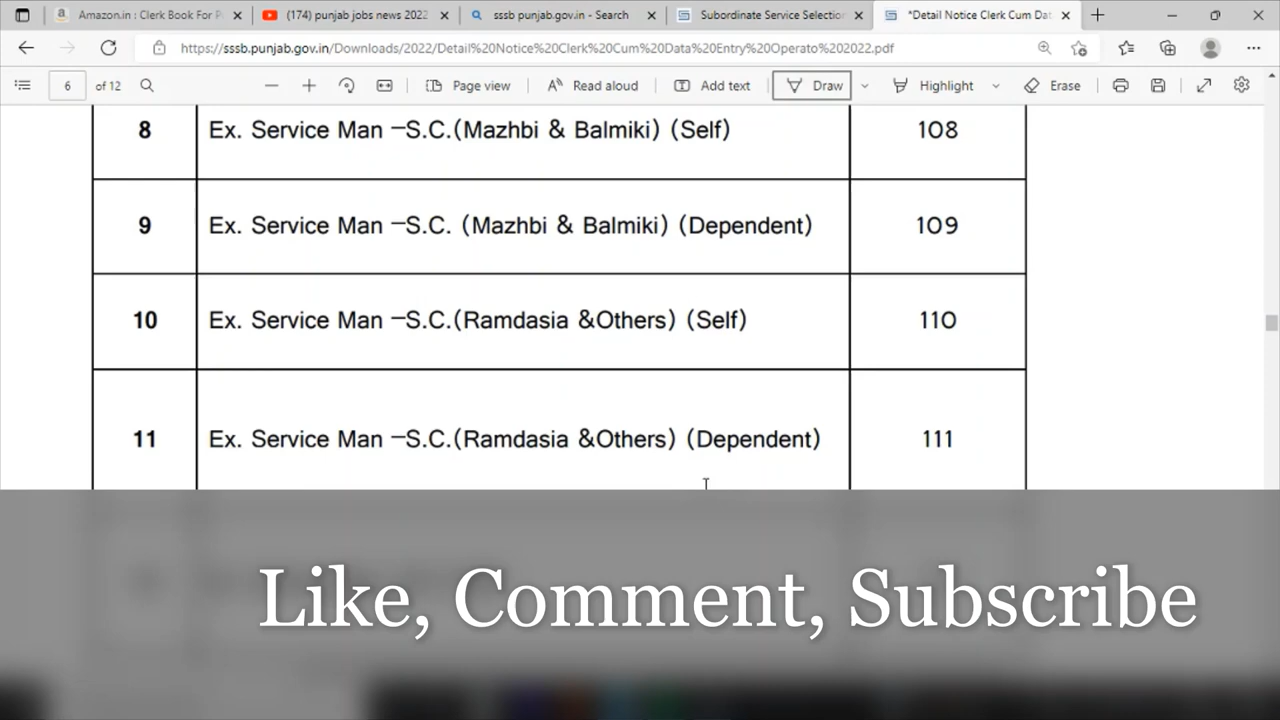 Amazon.in : Clerk Book For P
(174) punjab jobs news 2022
sssb punjab.gov.in - Search
Subordinate Service Selectio
*Detail Notice Clerk Cum Dat
https://sssb.punjab.gov.in/Downloads/2022/Detail%20Notice%20Clerk%20Cum%20Data%20Entry%20Operato%202022.pdf
6 of 12 Page view Read aloud Add text Draw Highlight Erase
8 Ex. Service Man –S.C.(Mazhbi & Balmiki) (Self) 108
9 Ex. Service Man –S.C. (Mazhbi & Balmiki) (Dependent) 109
10 Ex. Service Man –S.C.(Ramdasia &Others) (Self) 110
11 Ex. Service Man –S.C.(Ramdasia &Others) (Dependent) 111
Like, Comment, Subscribe